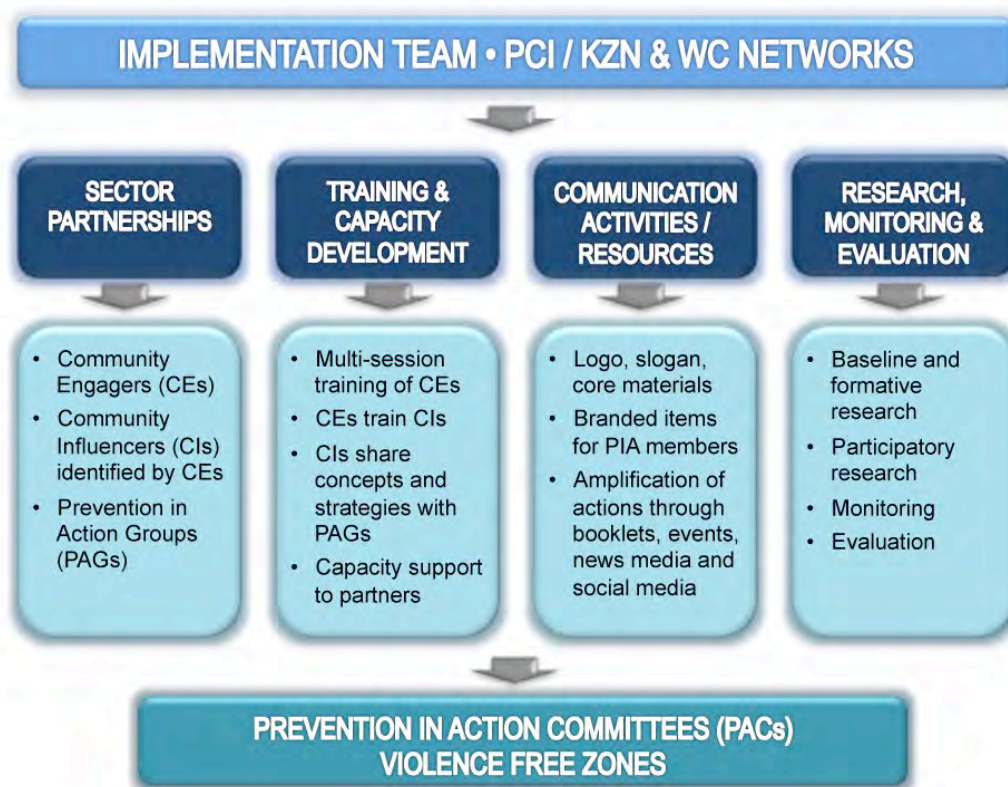 IMPLEMENTATION TEAM • PCI / KZN & WC NETWORKS
SECTOR
PARTNERSHIPS
• Community
Engagers (CEs)
• Community
Influencers (CIs)
identified by CEs
• Prevention in
Action Groups
(PAGs)
TRAINING &
CAPACITY
DEVELOPMENT
• Multi-session
training of CEs
• CEs train CIs
• CIs share
concepts and
strategies with
PAGs
• Capacity support
to partners
COMMUNICATION
ACTIVITIES /
RESOURCES
• Logo, slogan,
core materials
• Branded items
for PIA members
• Amplification of
actions through
booklets, events,
news media and
social media
RESEARCH,
MONITORING &
EVALUATION
• Baseline and
formative
research
• Participatory
research
• Monitoring
• Evaluation
PREVENTION IN ACTION COMMITTEES (PACs)
VIOLENCE FREE ZONES